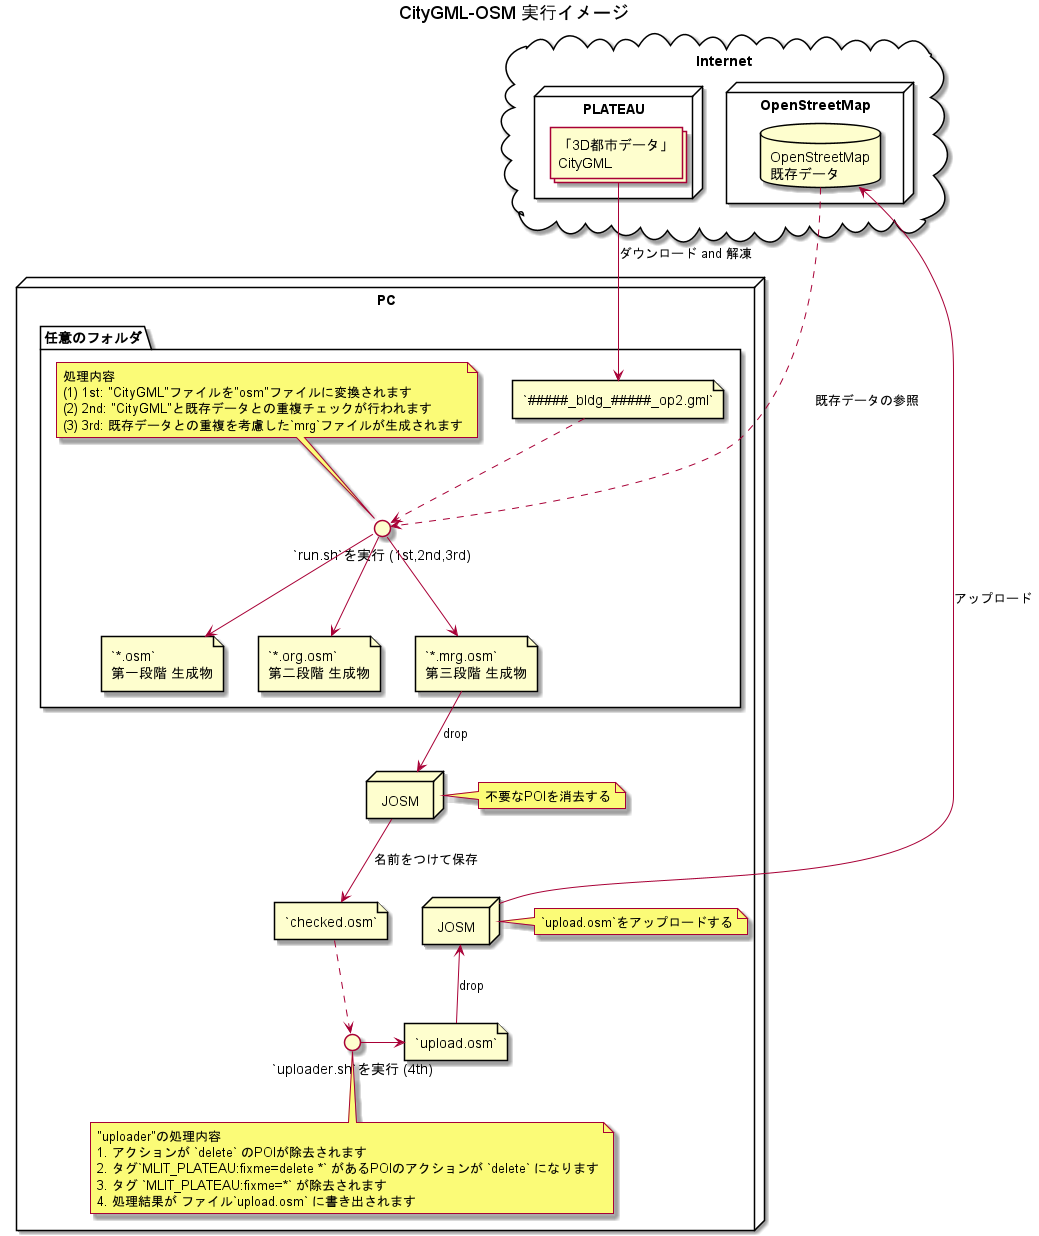 CityGML-OSM 実行イメージ
Internet
PLATEAU
「3D都市データ」
CityGML
OpenStreetMap
OpenStreetMap
既存データ
ダウンロード and 解凍
PC
任意のフォルダ
処理内容
(1) 1st: "CityGML"ファイルを"osm"ファイルに変換されます
(2) 2nd: "CityGML"と既存データとの重複チェックが行われます
(3) 3rd: 既存データとの重複を考慮した`mrg`ファイルが生成されます
`#####_bldg_#####_op2.gml`
既存データの参照
`run.sh`を実行 (1st,2nd,3rd)
アップロード
`*.osm`
第一段階 生成物
`*.org.osm`
第二段階 生成物
`*.mrg.osm`
第三段階 生成物
drop
JOSM
不要なPOIを消去する
名前をつけて保存
`checked.osm`
JOSM
`upload.osm`をアップロードする
drop
`upload.osm`
`uploader.sh`を実行 (4th)
"uploader"の処理内容
1. アクションが `delete` のPOIが除去されます
2. タグ`MLIT_PLATEAU:fixme=delete *` があるPOIのアクションが `delete` になります
3. タグ `MLIT_PLATEAU:fixme=*` が除去されます
4. 処理結果が ファイル`upload.osm` に書き出されます